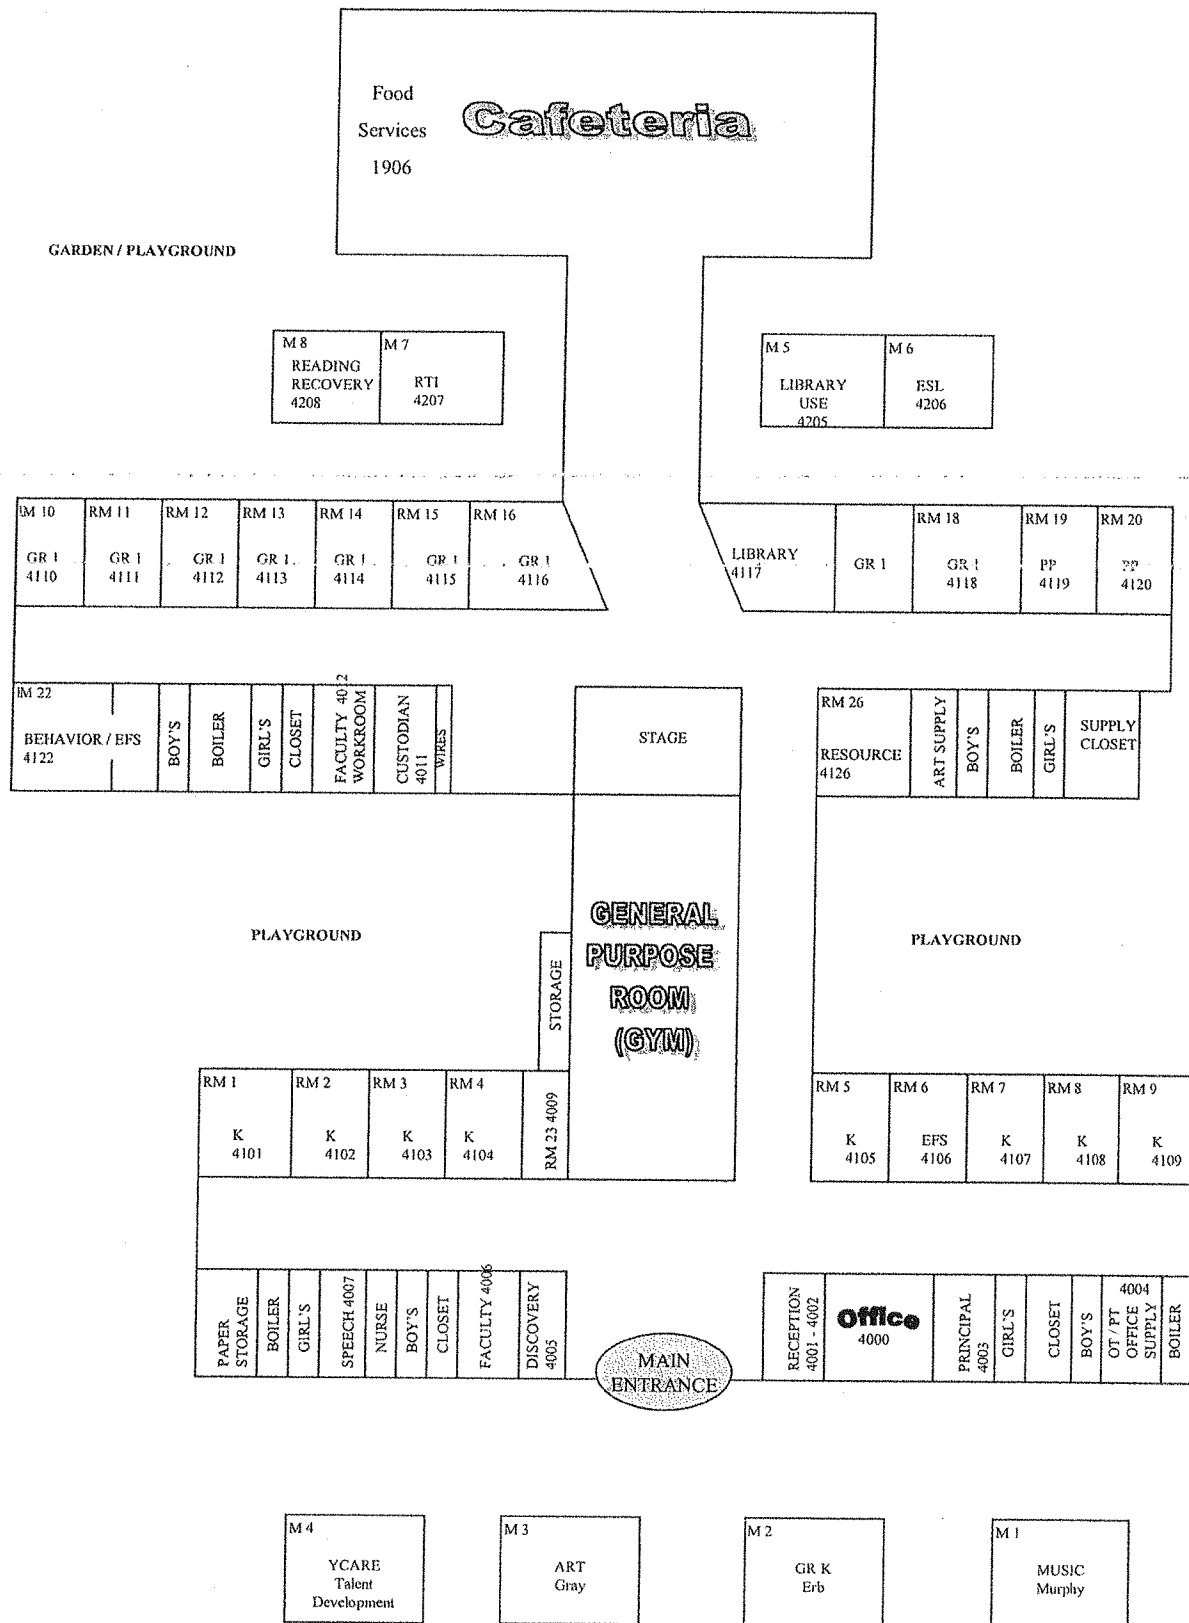 Food
Services
1906
Cafeteria
GARDEN / PLAYGROUND
M 8
READING
RECOVERY
4208
M 7
RTI
4207
M 5
LIBRARY
USE
4205
M 6
ESL
4206
RM 10
GR 1
4110
RM 11
GR 1
4111
RM 12
GR 1
4112
RM 13
GR 1
4113
RM 14
GR 1
4114
RM 15
GR 1
4115
RM 16
GR 1
4116
LIBRARY
4117
GR 1
RM 18
GR 1
4118
RM 19
PP
4119
RM 20
PP
4120
RM 22
BEHAVIOR / EFS
4122
BOY'S
BOILER
GIRL'S
CLOSET
FACULTY 4012
WORKROOM
CUSTODIAN
4011
WIRES
STAGE
RM 26
RESOURCE
4126
ART SUPPLY
BOY'S
BOILER
GIRL'S
SUPPLY
CLOSET
PLAYGROUND
STORAGE
GENERAL
PURPOSE
ROOM
(GYM)
PLAYGROUND
RM 1
K
4101
RM 2
K
4102
RM 3
K
4103
RM 4
K
4104
RM 23 4009
RM 5
K
4105
RM 6
EFS
4106
RM 7
K
4107
RM 8
K
4108
RM 9
K
4109
PAPER
STORAGE
BOILER
GIRL'S
SPEECH 4007
NURSE
BOY'S
CLOSET
FACULTY 4006
DISCOVERY
4005
MAIN
ENTRANCE
RECEPTION
4001 - 4002
Office
4000
PRINCIPAL
4003
GIRL'S
CLOSET
BOY'S
4004
OT / PT
OFFICE
SUPPLY
BOILER
M 4
YCARE
Talent
Development
M 3
ART
Gray
M 2
GR K
Erb
M 1
MUSIC
Murphy